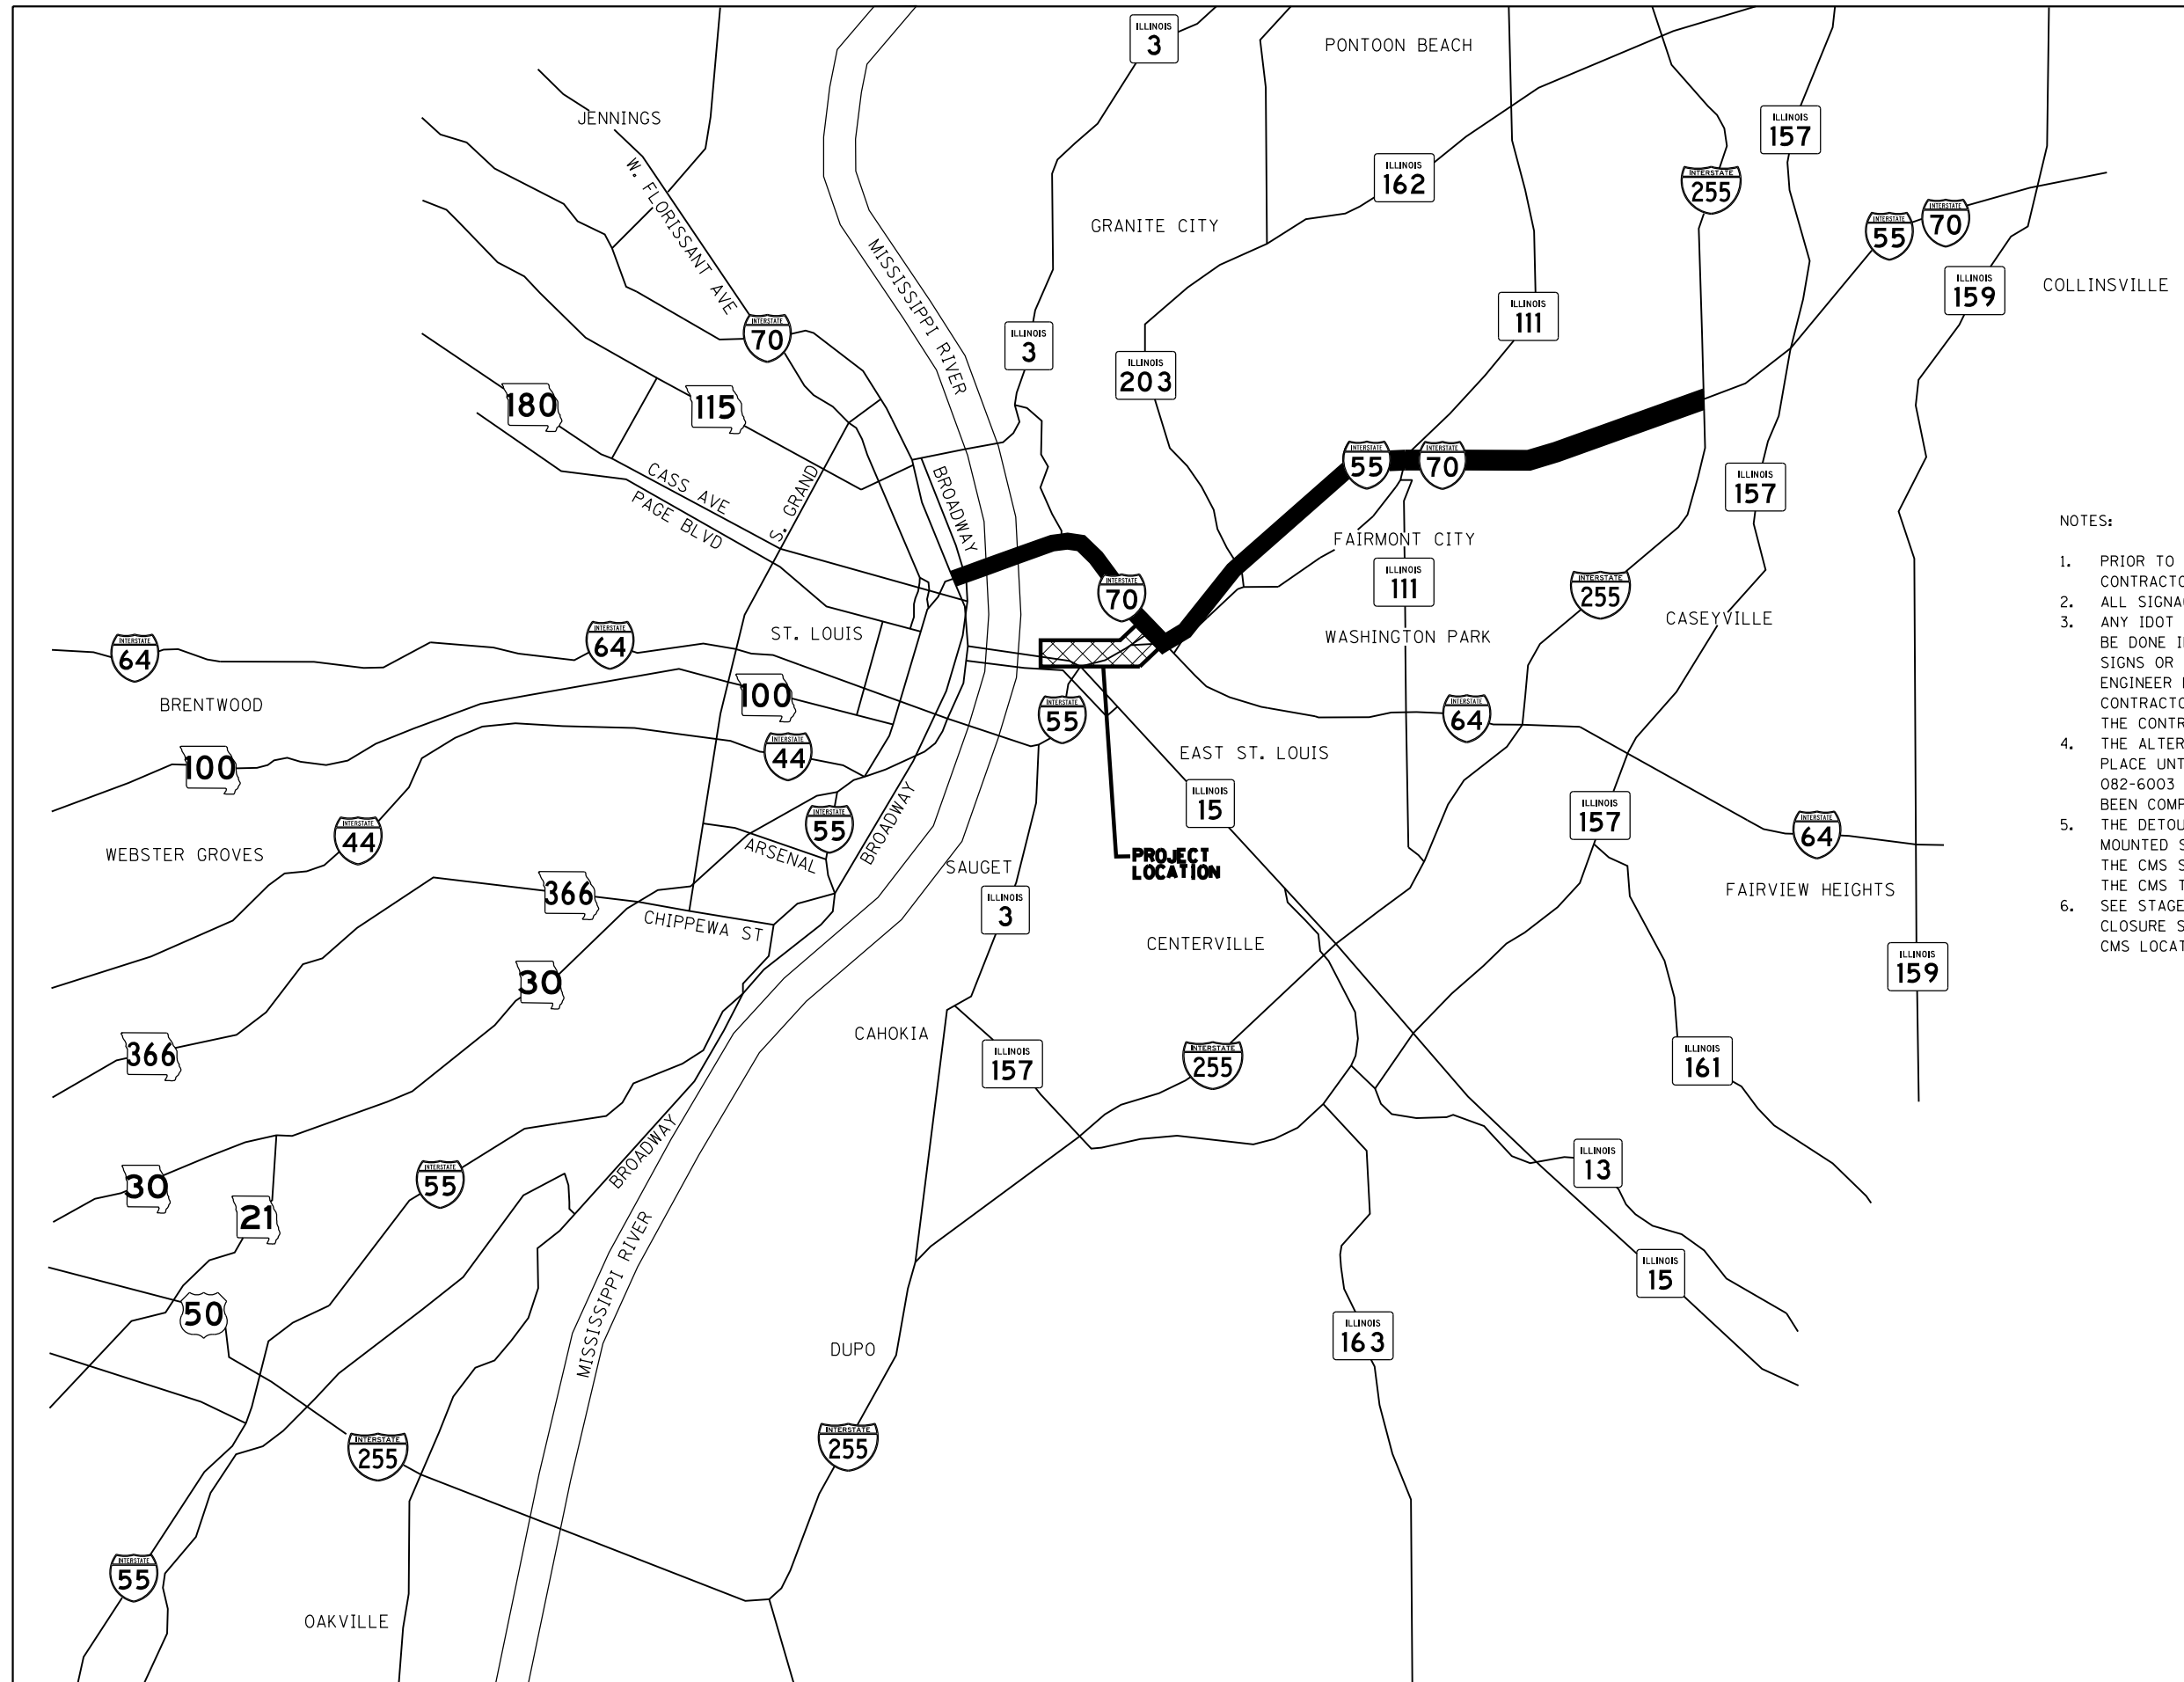 ILLINOIS
3
PONTOON BEACH
JENNINGS
ILLINOIS
157
W. FLORISSANT AVE
ILLINOIS
162
INTERSTATE
255
GRANITE CITY
INTERSTATE
55
INTERSTATE
70
MISSISSIPPI RIVER
ILLINOIS
159
COLLINSVILLE
INTERSTATE
70
ILLINOIS
3
ILLINOIS
111
ILLINOIS
203
180
115
CASS AVE
PAGE BLVD
S. GRAND
BROADWAY
INTERSTATE
55
INTERSTATE
70
ILLINOIS
157
FAIRMONT CITY
INTERSTATE
70
ILLINOIS
111
INTERSTATE
255
CASEYVILLE
ST. LOUIS
WASHINGTON PARK
INTERSTATE
64
INTERSTATE
64
BRENTWOOD
100
INTERSTATE
55
INTERSTATE
64
100
INTERSTATE
44
EAST ST. LOUIS
ILLINOIS
15
ILLINOIS
157
INTERSTATE
64
INTERSTATE
44
INTERSTATE
55
BROADWAY
WEBSTER GROVES
ARSENAL
SAUGET
PROJECT
LOCATION
366
FAIRVIEW HEIGHTS
CHIPPEWA ST
ILLINOIS
3
CENTERVILLE
ILLINOIS
159
30
CAHOKIA
366
ILLINOIS
157
INTERSTATE
255
ILLINOIS
161
BROADWAY
30
INTERSTATE
55
ILLINOIS
13
21
MISSISSIPPI RIVER
ILLINOIS
15
50
DUPO
ILLINOIS
163
INTERSTATE
255
INTERSTATE
255
INTERSTATE
55
OAKVILLE
NOTES:
1. PRIOR TO
CONTRACTO
2. ALL SIGNA
3. ANY IDOT
BE DONE I
SIGNS OR
ENGINEER
CONTRACTO
THE CONTR
4. THE ALTER
PLACE UNT
082-6003
BEEN COMP
5. THE DETOU
MOUNTED S
THE CMS S
THE CMS T
6. SEE STAGE
CLOSURE S
CMS LOCAT